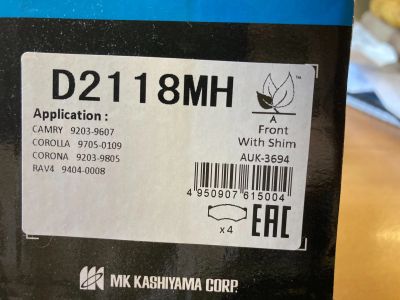 D2118MH
TM
A
Front
With Shim
Application :
CAMRY 9203-9607
COROLLA 9705-0109
CORONA 9203-9805
RAV4 9404-0008
AUK-3694
4 950907 615004
x4
EAC
MK KASHIYAMA CORP.